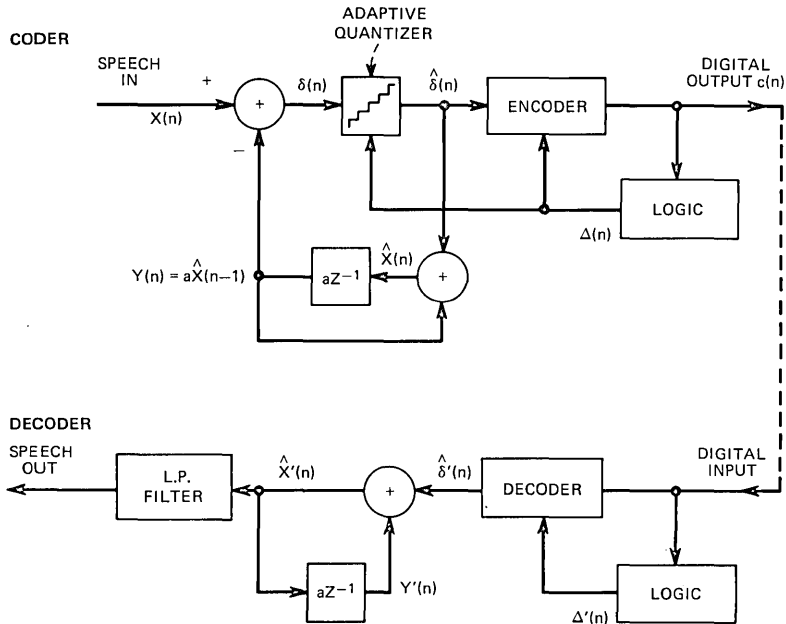 ADAPTIVE
QUANTIZER
CODER
SPEECH
IN
+
X(n)
+
−
δ(n)
δ̂(n)
ENCODER
DIGITAL
OUTPUT c(n)
LOGIC
Δ(n)
Y(n) = aX̂(n−1)
aZ⁻¹
X̂(n)
+
DECODER
SPEECH
OUT
L.P.
FILTER
X̂′(n)
+
δ̂′(n)
DECODER
DIGITAL
INPUT
aZ⁻¹
Y′(n)
LOGIC
Δ′(n)